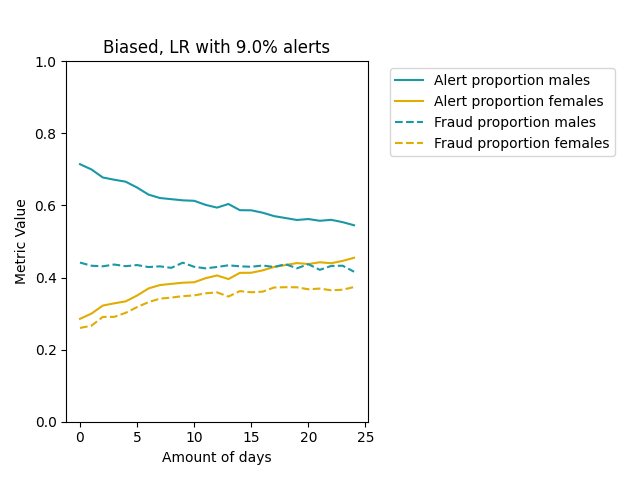 Biased, LR with 9.0% alerts
Alert proportion males
Alert proportion females
Fraud proportion males
Fraud proportion females
Metric Value
1.0
0.8
0.6
0.4
0.2
0.0
0 5 10 15 20 25
Amount of days